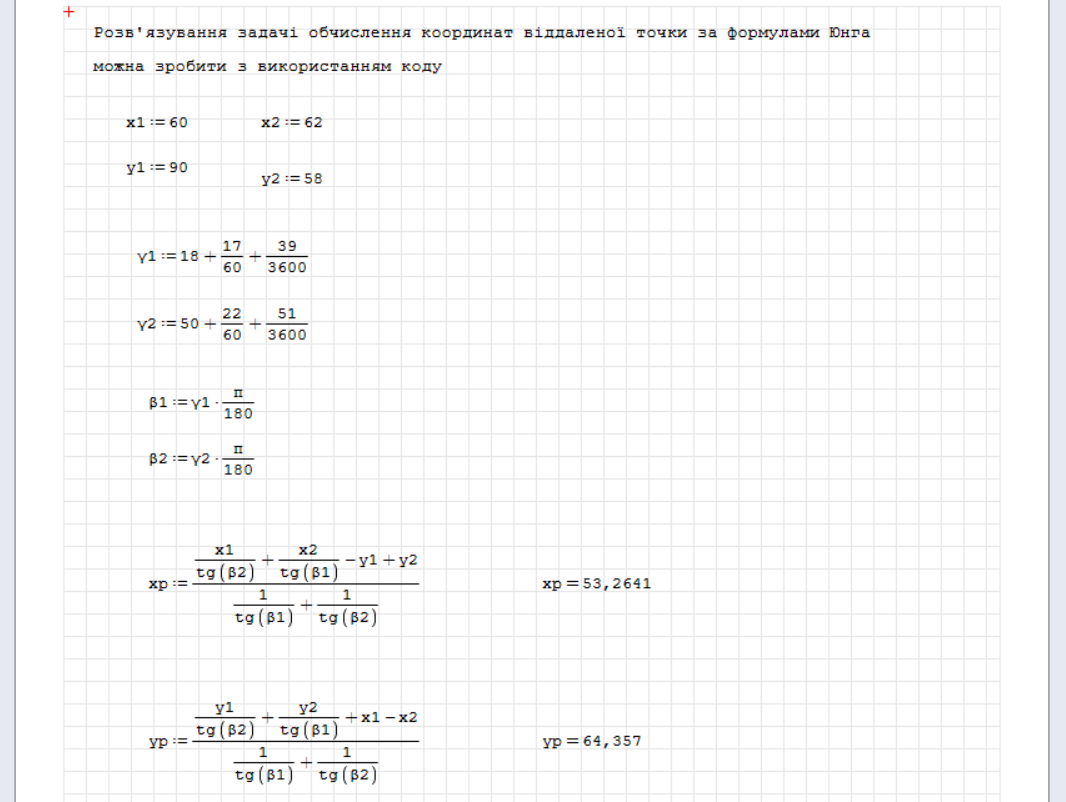 Розв'язування задачі обчислення координат віддаленої точки за формулами Юнга
можна зробити з використанням коду
x1 := 60 x2 := 62
y1 := 90
y2 := 58
γ1 := 18 + 17/60 + 39/3600
γ2 := 50 + 22/60 + 51/3600
β1 := γ1 · π/180
β2 := γ2 · π/180
xp := (x1/tg(β2) + x2/tg(β1) - y1 + y2)/(1/tg(β1) + 1/tg(β2)) xp = 53,2641
yp := (y1/tg(β2) + y2/tg(β1) + x1 - x2)/(1/tg(β1) + 1/tg(β2)) yp = 64,357